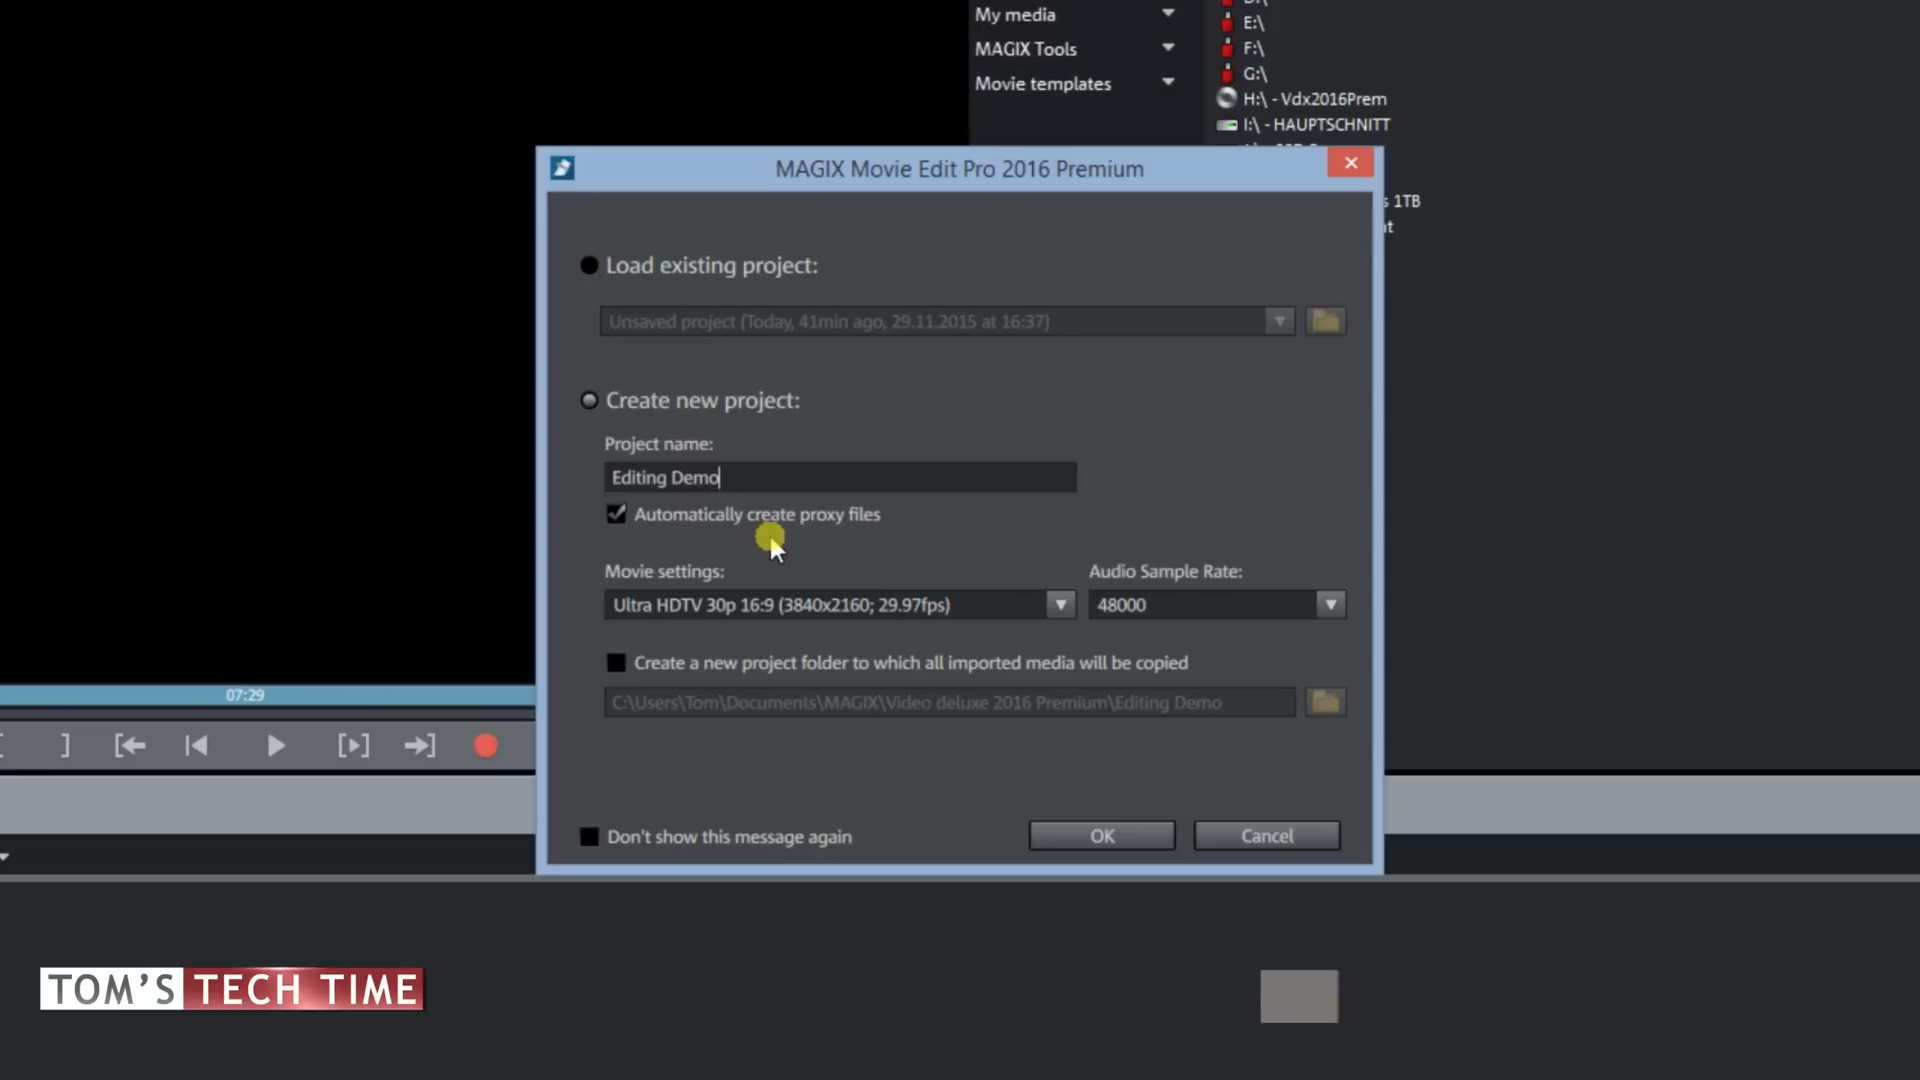 My media
MAGIX Tools
Movie templates
E:\
F:\
G:\
H:\ - Vdx2016Prem
I:\ - HAUPTSCHNITT
s 1TB
MAGIX Movie Edit Pro 2016 Premium
Load existing project:
Unsaved project (Today, 41min ago, 29.11.2015 at 16:37)
Create new project:
Project name:
Editing Demo
Automatically create proxy files
Movie settings:
Audio Sample Rate:
Ultra HDTV 30p 16:9 (3840x2160; 29.97fps)
48000
Create a new project folder to which all imported media will be copied
C:\Users\Tom\Documents\MAGIX\Video deluxe 2016 Premium\Editing Demo
07:29
Don't show this message again
OK
Cancel
TOM'S TECH TIME